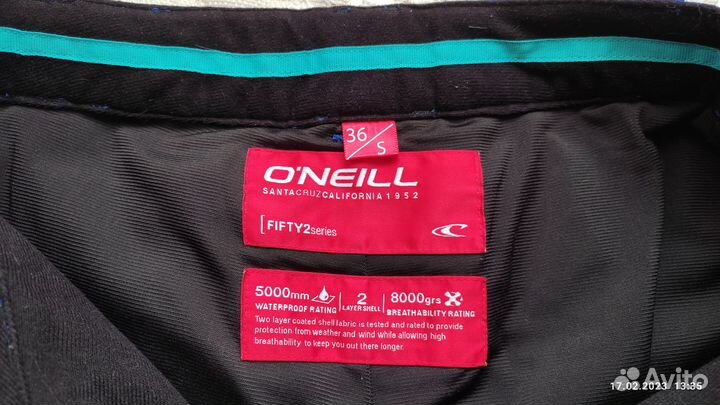 36/S
O'NEILL
SANTACRUZCALIFORNIA1952
[FIFTY2series
5000mm
WATERPROOF RATING
2
LAYER SHELL
8000grs
BREATHABILITY RATING
Two layer coated shell fabric is tested and rated to provide
protection from weather and wind while allowing high
breathability to keep you out there longer.
Avito
17.02.2023 13:35